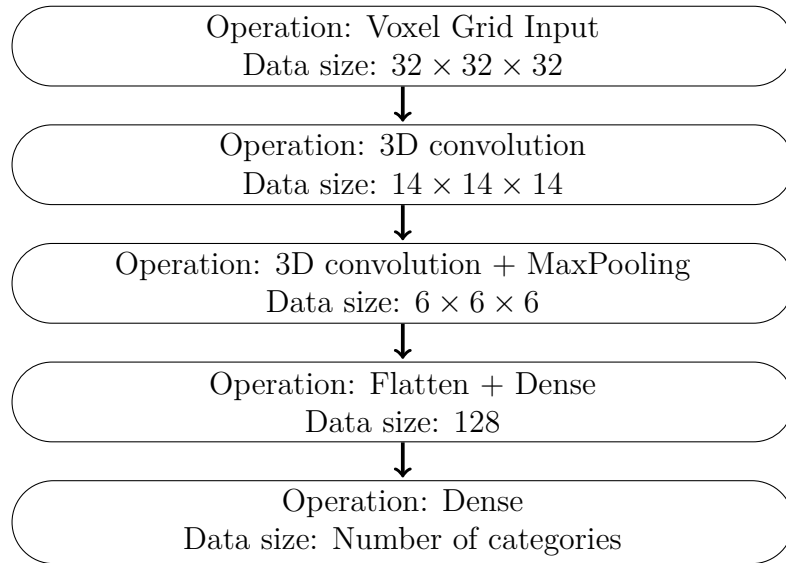 Operation: Voxel Grid Input
Data size: 32 × 32 × 32
Operation: 3D convolution
Data size: 14 × 14 × 14
Operation: 3D convolution + MaxPooling
Data size: 6 × 6 × 6
Operation: Flatten + Dense
Data size: 128
Operation: Dense
Data size: Number of categories